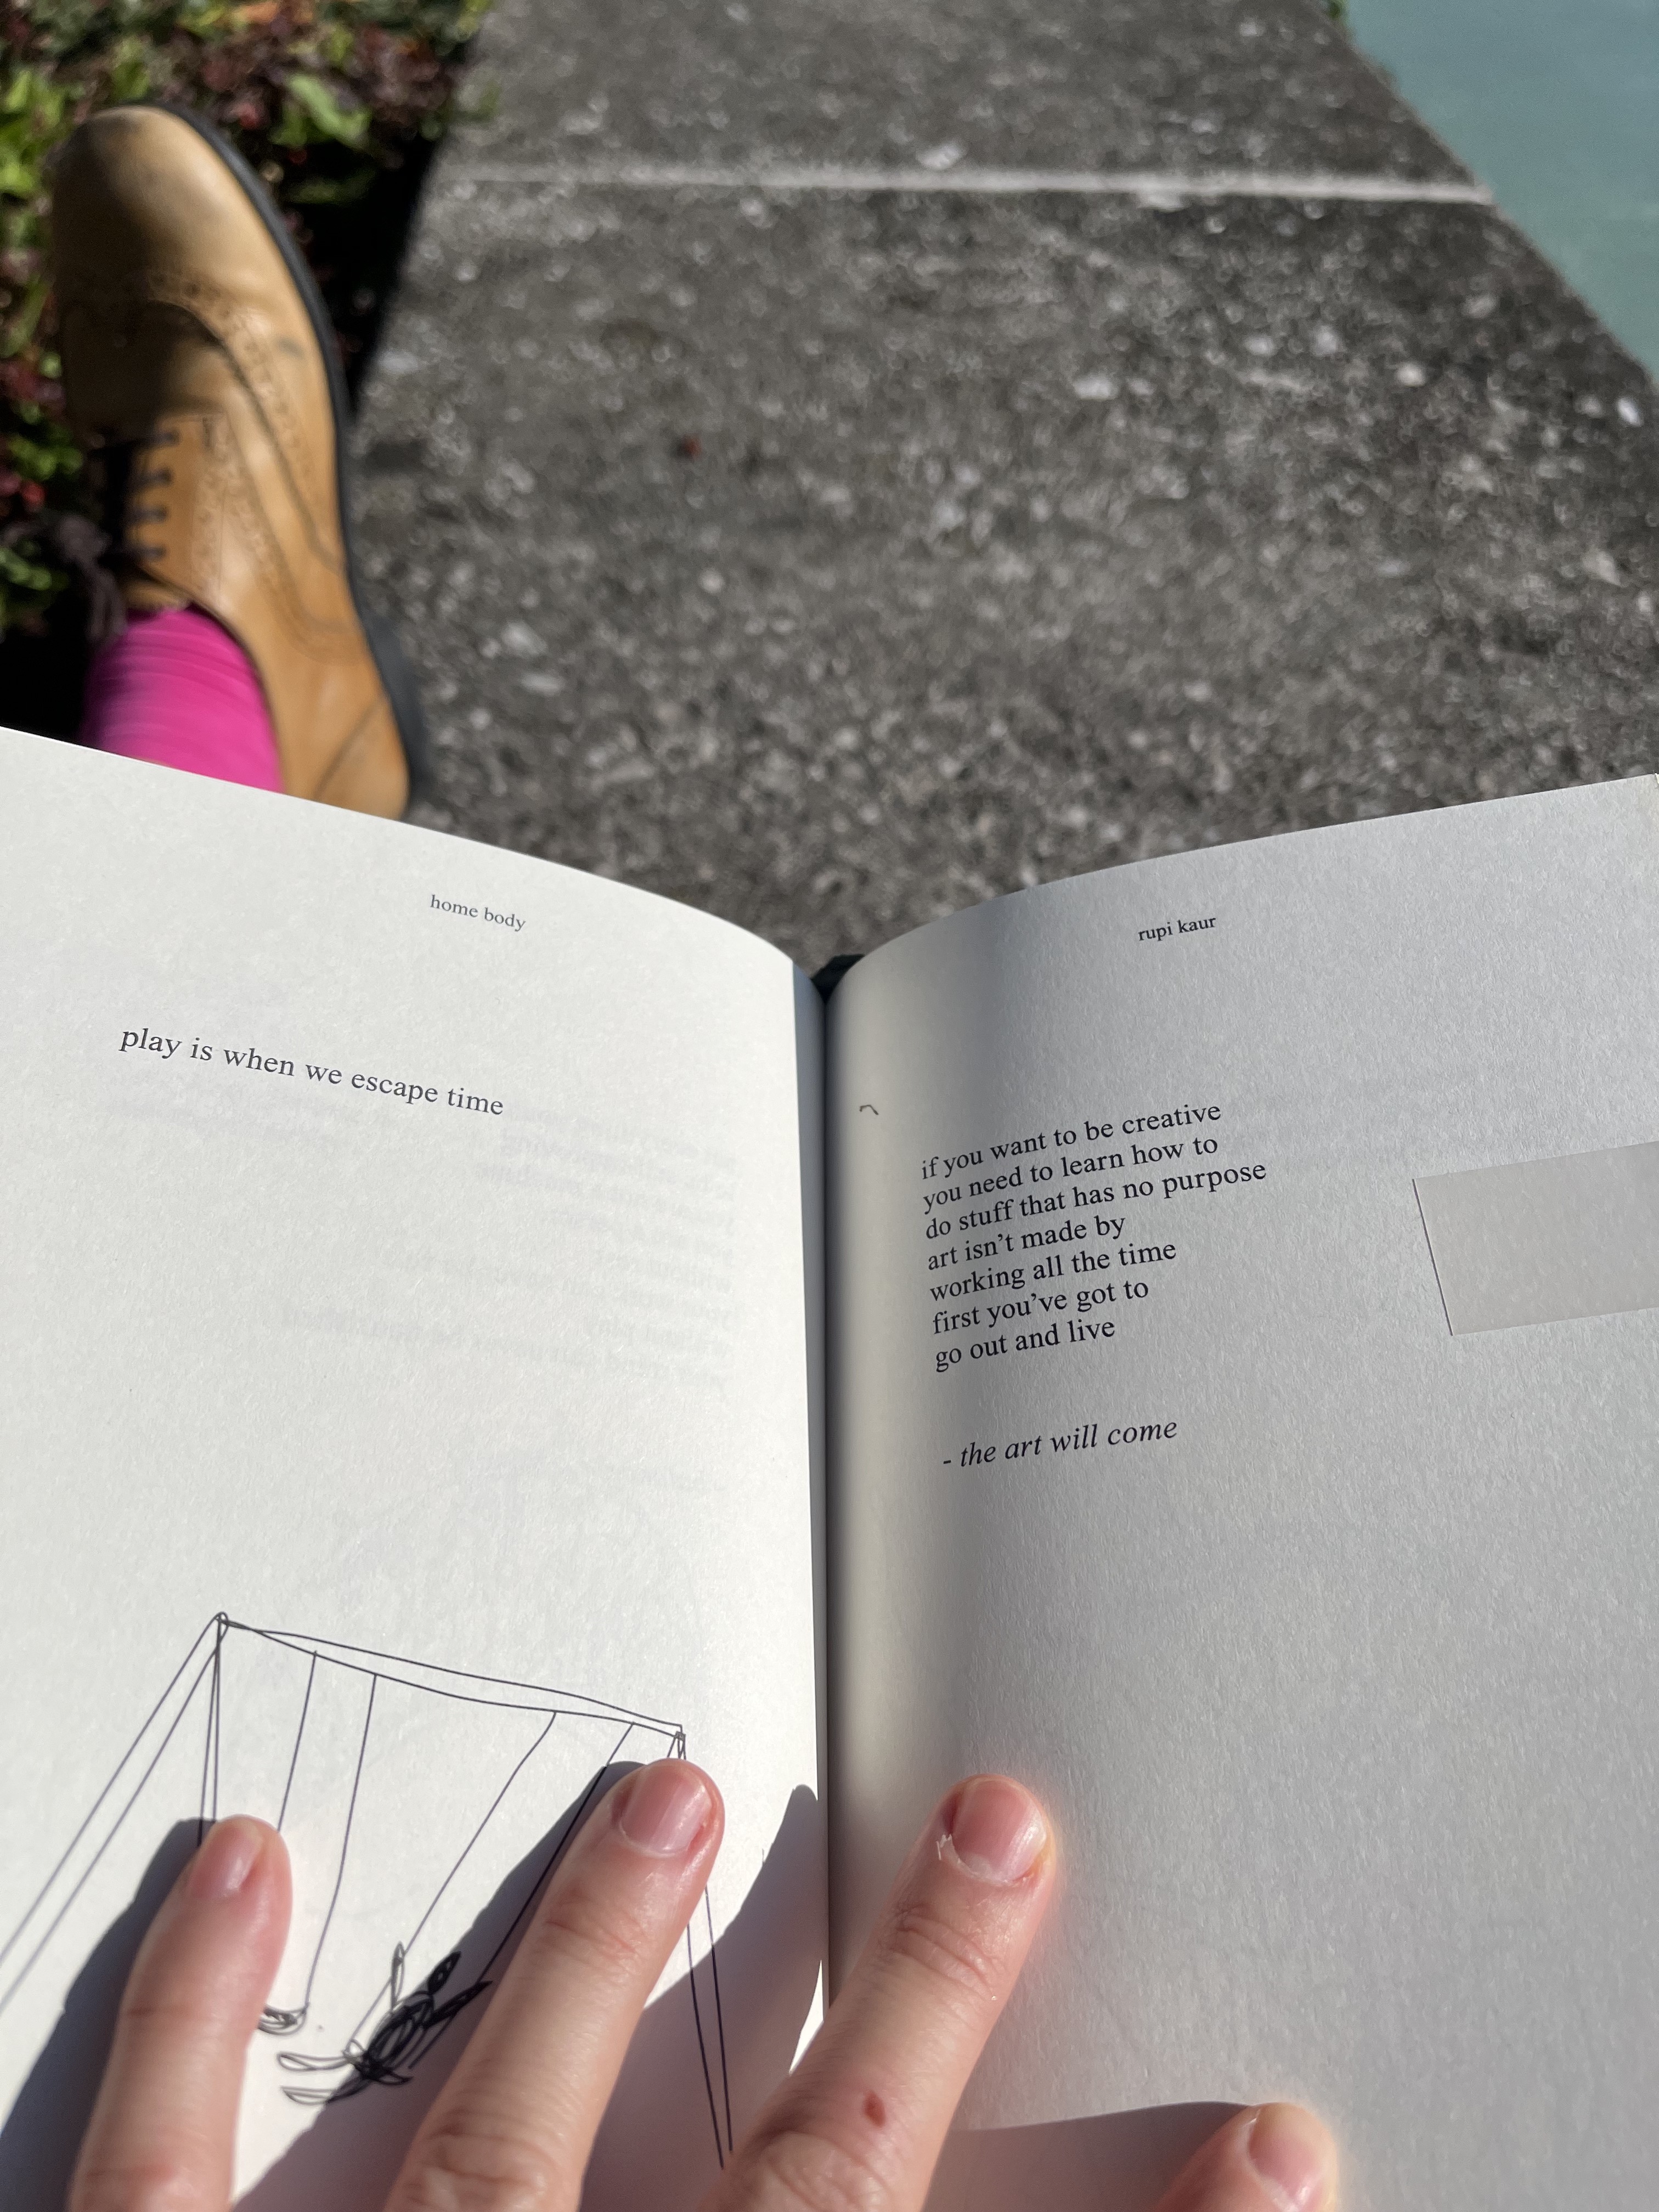 home body
play is when we escape time
rupi kaur
if you want to be creative
you need to learn how to
do stuff that has no purpose
art isn't made by
working all the time
first you've got to
go out and live
- the art will come